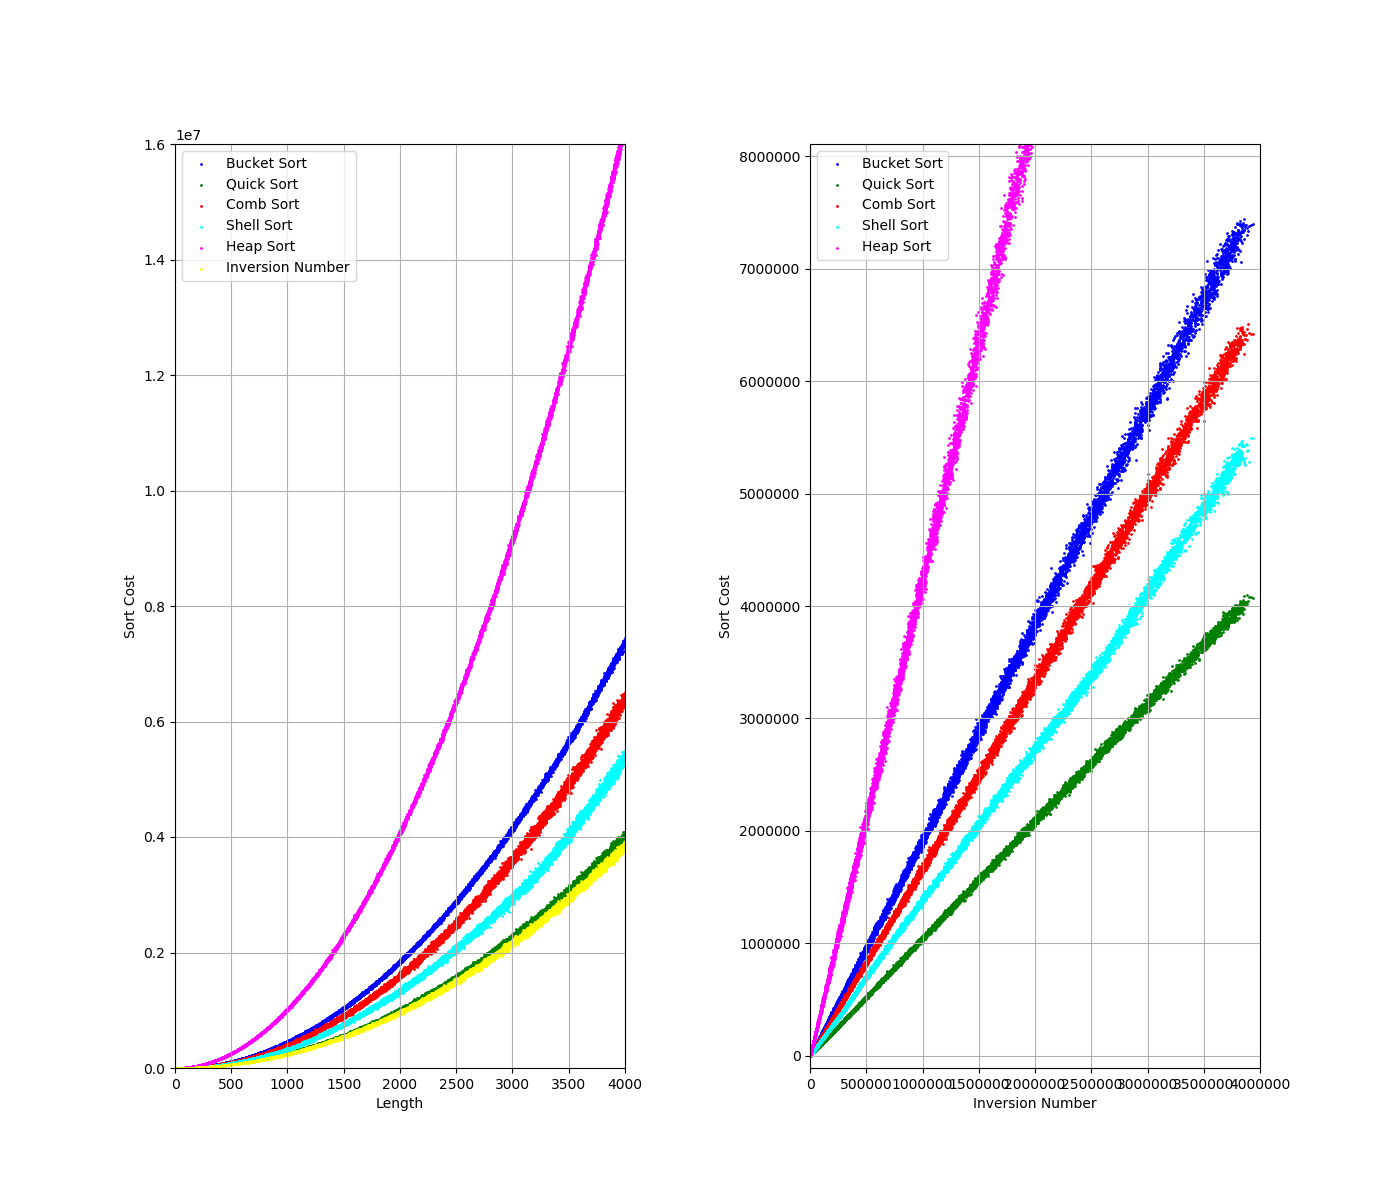 1e7
1.6
1.4
1.2
1.0
0.8
0.6
0.4
0.2
0.0
Sort Cost
Bucket Sort
Quick Sort
Comb Sort
Shell Sort
Heap Sort
Inversion Number
0 500 1000 1500 2000 2500 3000 3500 4000
Length
8000000
7000000
6000000
5000000
4000000
3000000
2000000
1000000
0
Sort Cost
Bucket Sort
Quick Sort
Comb Sort
Shell Sort
Heap Sort
0 500000 1000000 1500000 2000000 2500000 3000000 3500000 4000000
Inversion Number